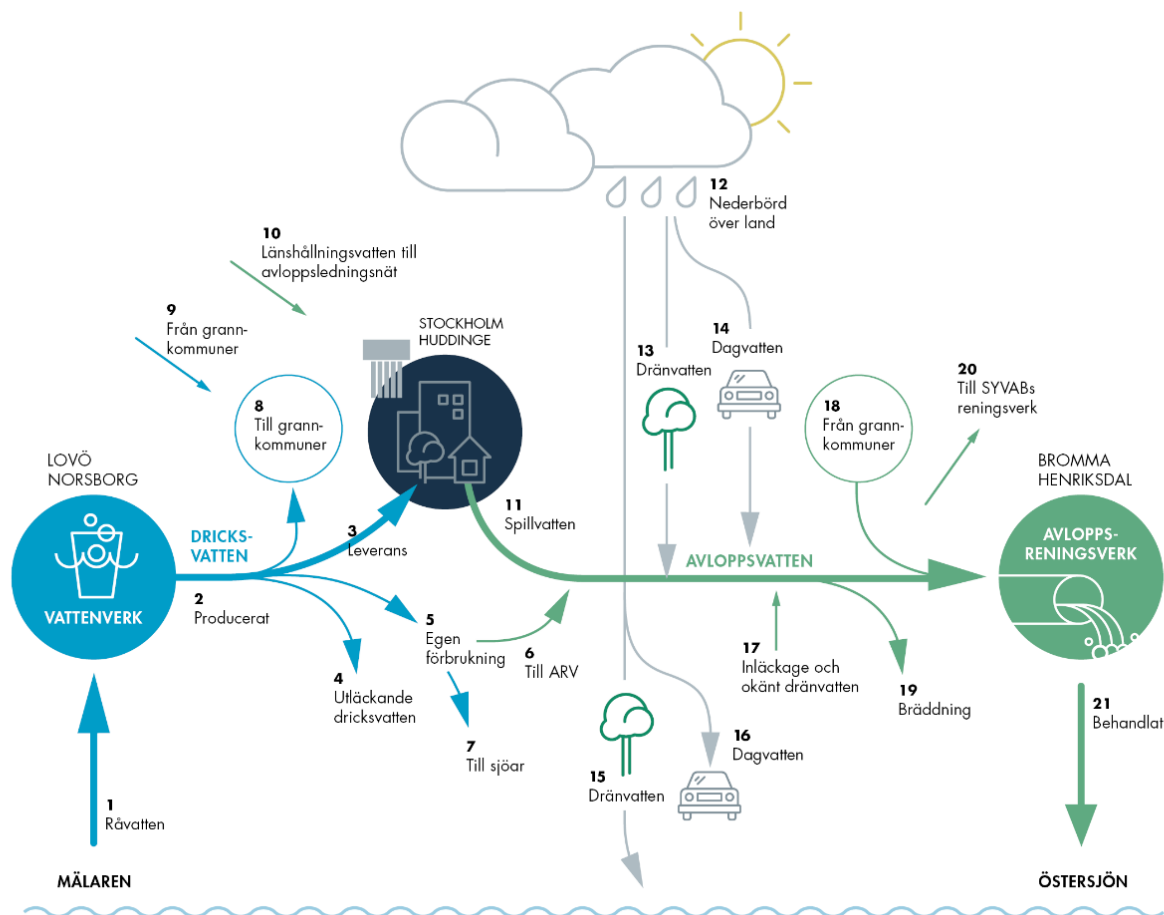 12
Nederbörd
över land
10
Länshållningsvatten till
avloppsledningsnät
9
Från grann-
kommuner
STOCKHOLM
HUDDINGE
14
Dagvatten
13
Dränvatten
20
Till SYVABs
reningsverk
8
Till grann-
kommuner
18
Från grann-
kommuner
LOVÖ
NORSBORG
BROMMA
HENRIKSDAL
11
Spillvatten
DRICKS-
VATTEN
3
Leverans
AVLOPPSVATTEN
AVLOPPS-
RENINGSVERK
VATTENVERK
2
Producerat
5
Egen
förbrukning
6
Till ARV
17
Inläckage och
okänt dränvatten
4
Utläckande
dricksvatten
19
Bräddning
21
Behandlat
7
Till sjöar
16
Dagvatten
15
Dränvatten
1
Råvatten
MÄLAREN
ÖSTERSJÖN